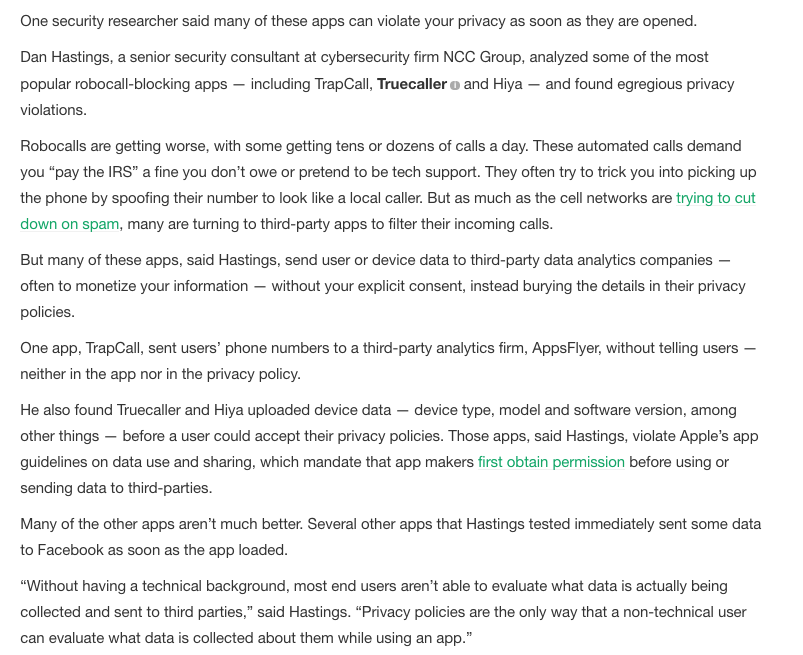 One security researcher said many of these apps can violate your privacy as soon as they are opened.
Dan Hastings, a senior security consultant at cybersecurity firm NCC Group, analyzed some of the most
popular robocall-blocking apps — including TrapCall, Truecaller and Hiya — and found egregious privacy
violations.
Robocalls are getting worse, with some getting tens or dozens of calls a day. These automated calls demand
you “pay the IRS” a fine you don’t owe or pretend to be tech support. They often try to trick you into picking up
the phone by spoofing their number to look like a local caller. But as much as the cell networks are trying to cut
down on spam, many are turning to third-party apps to filter their incoming calls.
But many of these apps, said Hastings, send user or device data to third-party data analytics companies —
often to monetize your information — without your explicit consent, instead burying the details in their privacy
policies.
One app, TrapCall, sent users’ phone numbers to a third-party analytics firm, AppsFlyer, without telling users —
neither in the app nor in the privacy policy.
He also found Truecaller and Hiya uploaded device data — device type, model and software version, among
other things — before a user could accept their privacy policies. Those apps, said Hastings, violate Apple’s app
guidelines on data use and sharing, which mandate that app makers first obtain permission before using or
sending data to third-parties.
Many of the other apps aren’t much better. Several other apps that Hastings tested immediately sent some data
to Facebook as soon as the app loaded.
“Without having a technical background, most end users aren’t able to evaluate what data is actually being
collected and sent to third parties,” said Hastings. “Privacy policies are the only way that a non-technical user
can evaluate what data is collected about them while using an app.”